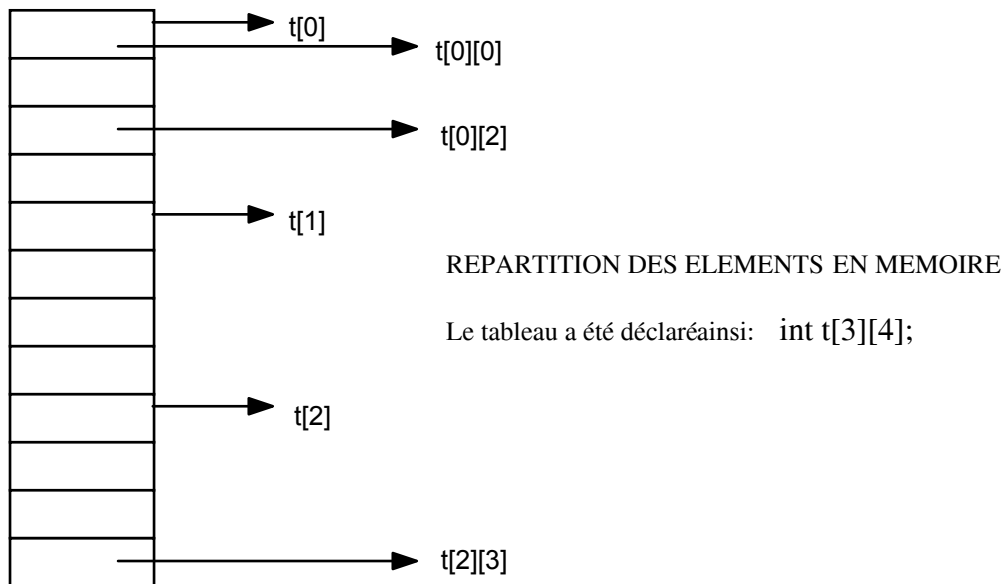 t[0]
t[0][0]
t[0][2]
t[1]
REPARTITION DES ELEMENTS EN MEMOIRE
Le tableau a été déclaréainsi: int t[3][4];
t[2]
t[2][3]